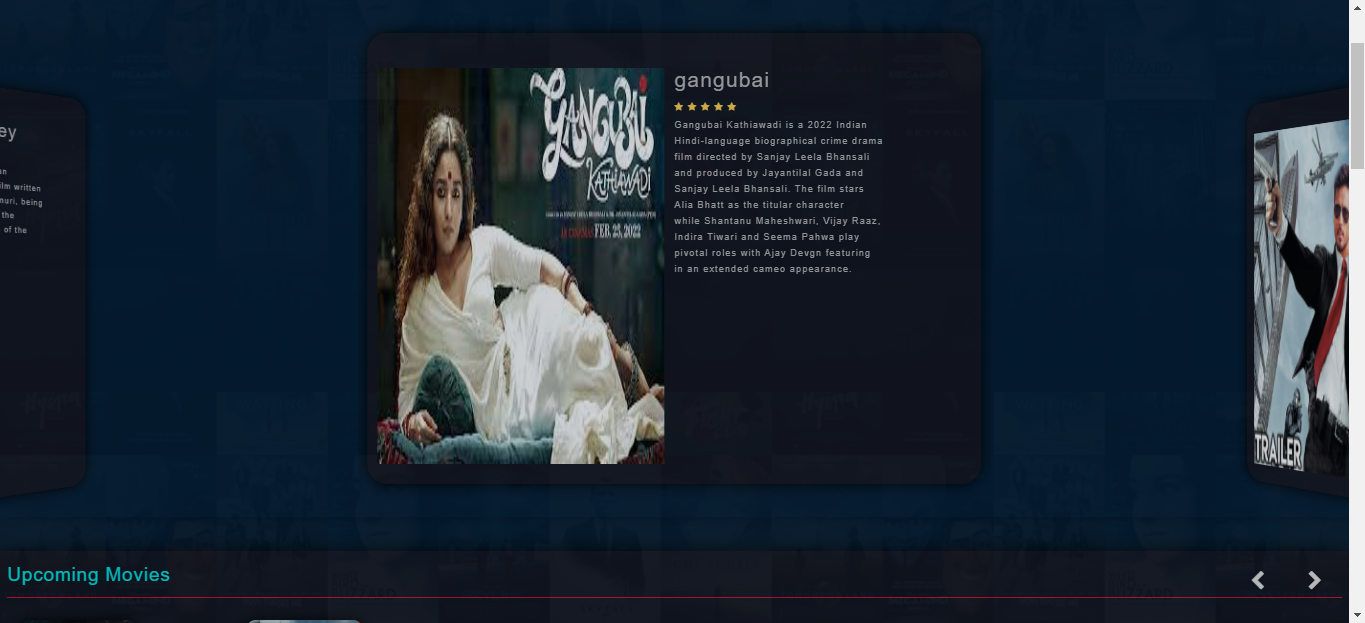 ey
an
ilm written
nuri, being
the
of the
GANGUBAI
KATHIAWADI
IN CINEMAS FEB. 25, 2022
gangubai
Gangubai Kathiawadi is a 2022 Indian
Hindi-language biographical crime drama
film directed by Sanjay Leela Bhansali
and produced by Jayantilal Gada and
Sanjay Leela Bhansali. The film stars
Alia Bhatt as the titular character
while Shantanu Maheshwari, Vijay Raaz,
Indira Tiwari and Seema Pahwa play
pivotal roles with Ajay Devgn featuring
in an extended cameo appearance.
TRAILER
Upcoming Movies